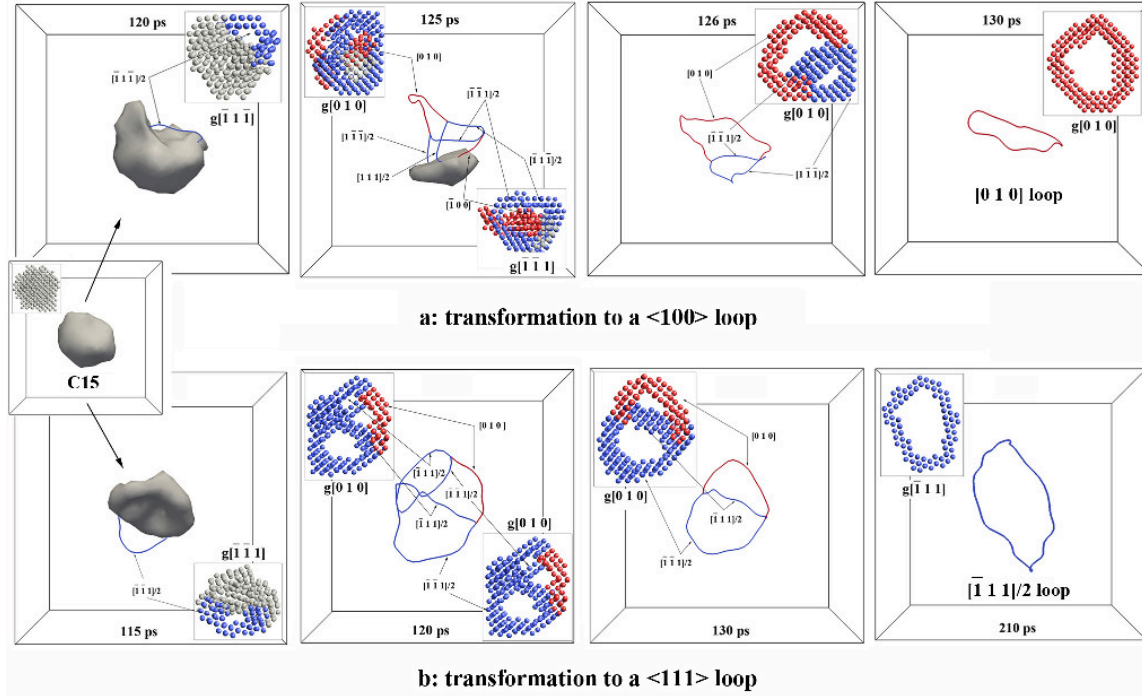 120 ps
[1̄ 1 1̄]/2
g[1̄ 1 1̄]
125 ps
[0 1 0]
g[0 1 0]
[1̄ 1̄ 1]/2
[1 1̄ 1̄]/2
[1̄ 1 1̄]/2
[1 1 1]/2
[1̄ 0 0]
g[1̄ 1̄ 1]
126 ps
[0 1 0]
g[0 1 0]
[1̄ 1̄ 1]/2
[1 1̄ 1̄]/2
130 ps
g[0 1 0]
[0 1 0] loop
a: transformation to a <100> loop
C15
g[1̄ 1̄ 1]
[1̄ 1̄ 1]/2
115 ps
[0 1 0]
g[0 1 0]
[1̄ 1 1]/2
[1̄ 1̄ 1]/2
[1̄ 1 1]/2
g[0 1 0]
[1̄ 1̄ 1]/2
120 ps
[0 1 0]
g[0 1 0]
[1̄ 1 1]/2
[1̄ 1̄ 1]/2
130 ps
g[1̄ 1 1]
[1̄ 1 1]/2 loop
210 ps
b: transformation to a <111> loop